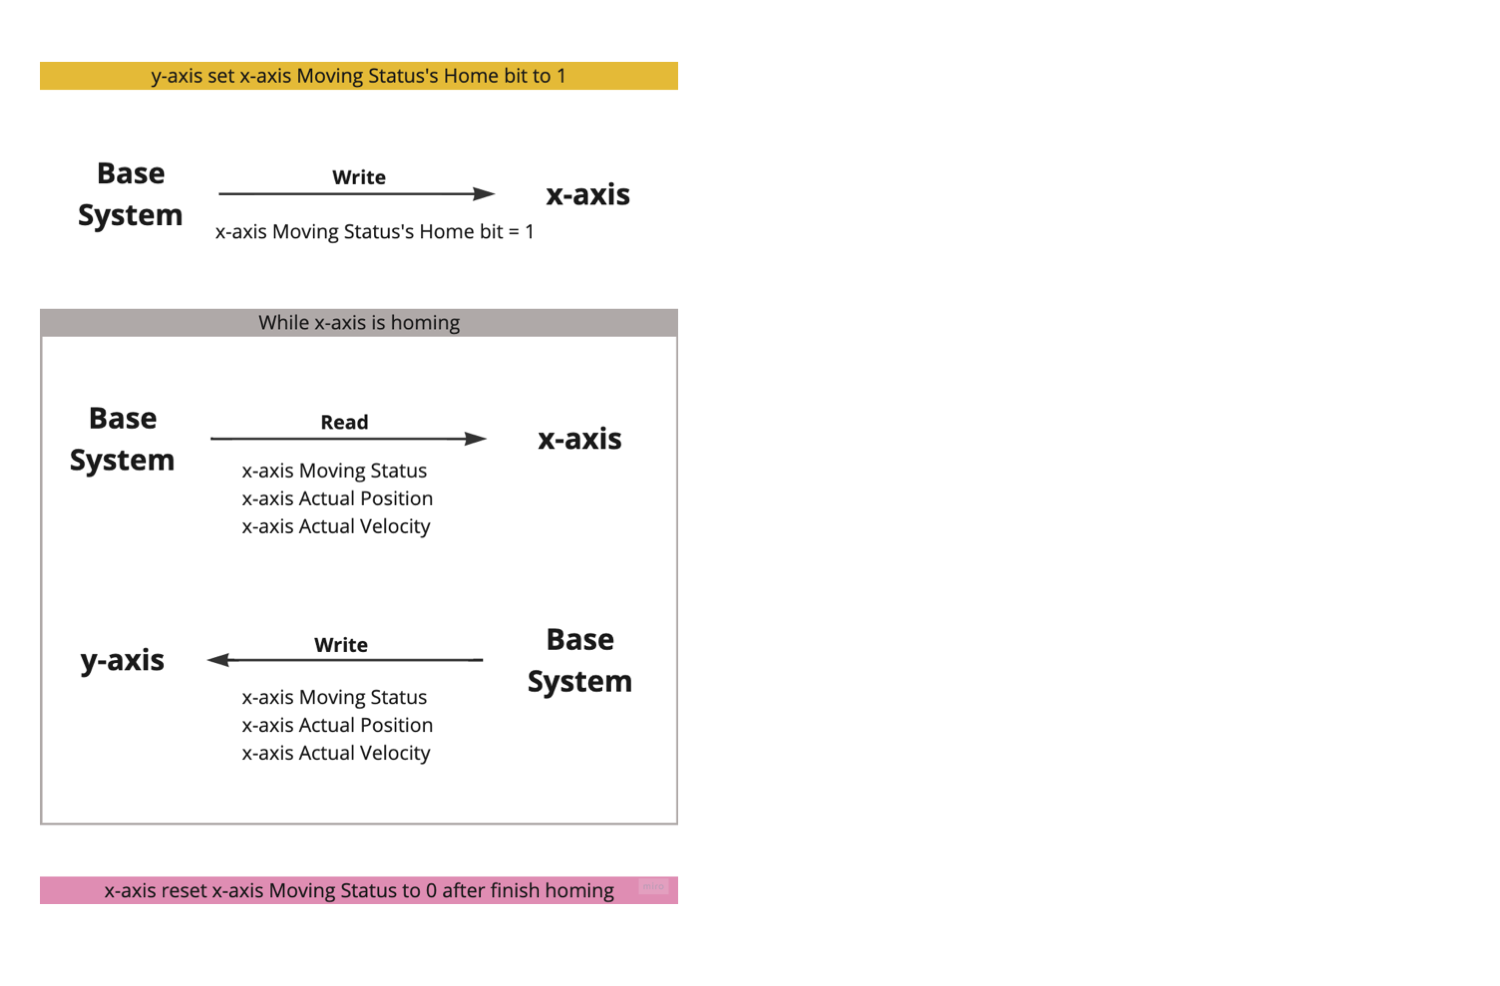 y-axis set x-axis Moving Status's Home bit to 1
Base
System
Write
x-axis
x-axis Moving Status's Home bit = 1
While x-axis is homing
Base
System
Read
x-axis
x-axis Moving Status
x-axis Actual Position
x-axis Actual Velocity
y-axis
Write
Base
System
x-axis Moving Status
x-axis Actual Position
x-axis Actual Velocity
x-axis reset x-axis Moving Status to 0 after finish homing